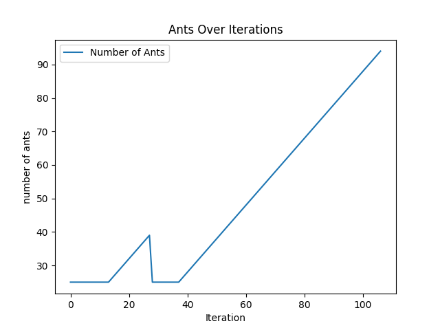 Ants Over Iterations
Number of Ants
number of ants
90
80
70
60
50
40
30
0 20 40 60 80 100
Iteration